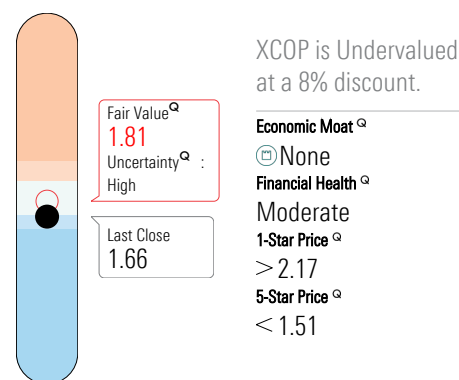 XCOP is Undervalued
at a 8% discount.
Fair Value Q
1.81
Uncertainty Q :
High
Last Close
1.66
Economic Moat Q
None
Financial Health Q
Moderate
1-Star Price Q
>2.17
5-Star Price Q
<1.51